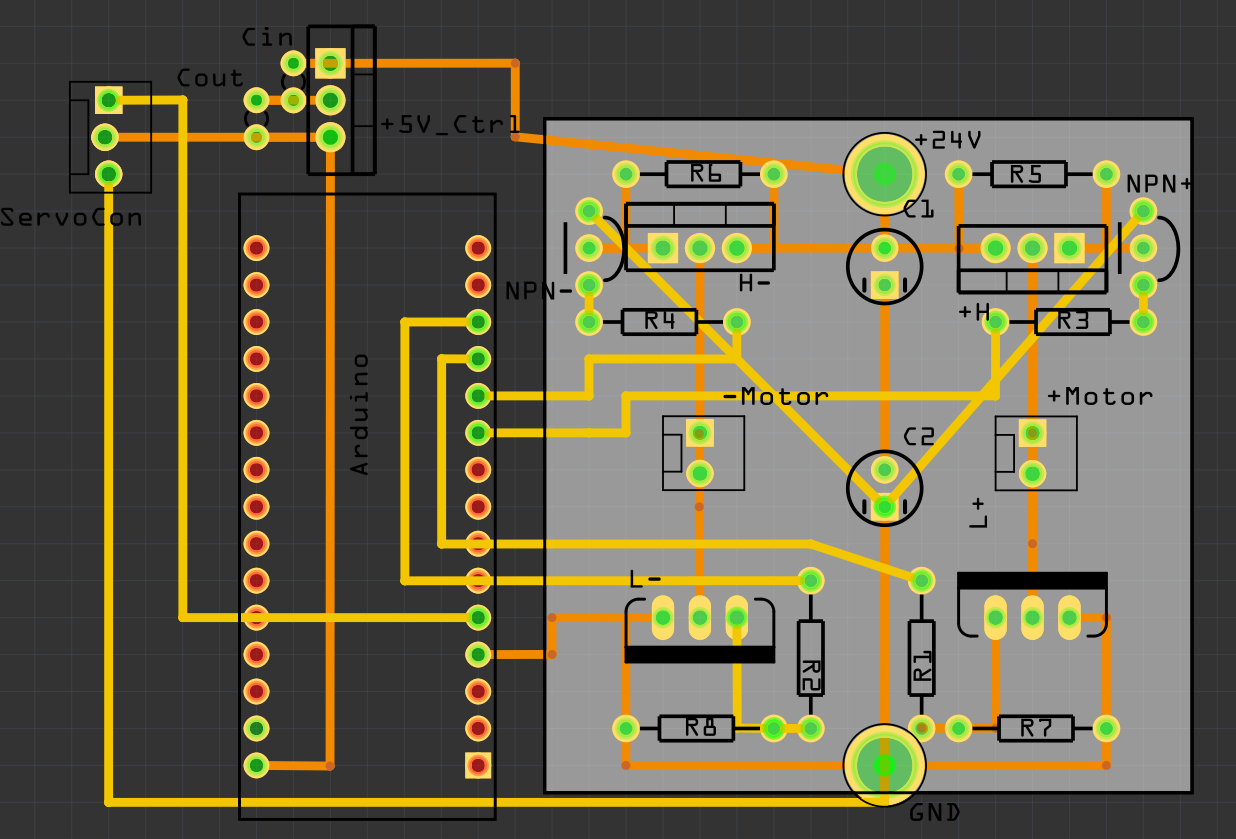 Cin
Cout
+5V_Ctrl
+24V
R6
R5
NPN+
C1
ServoCon
H-
NPN-
+H
R4
R3
Arduino
-Motor
+Motor
C2
L+
L-
R2
R1
R8
R7
GND